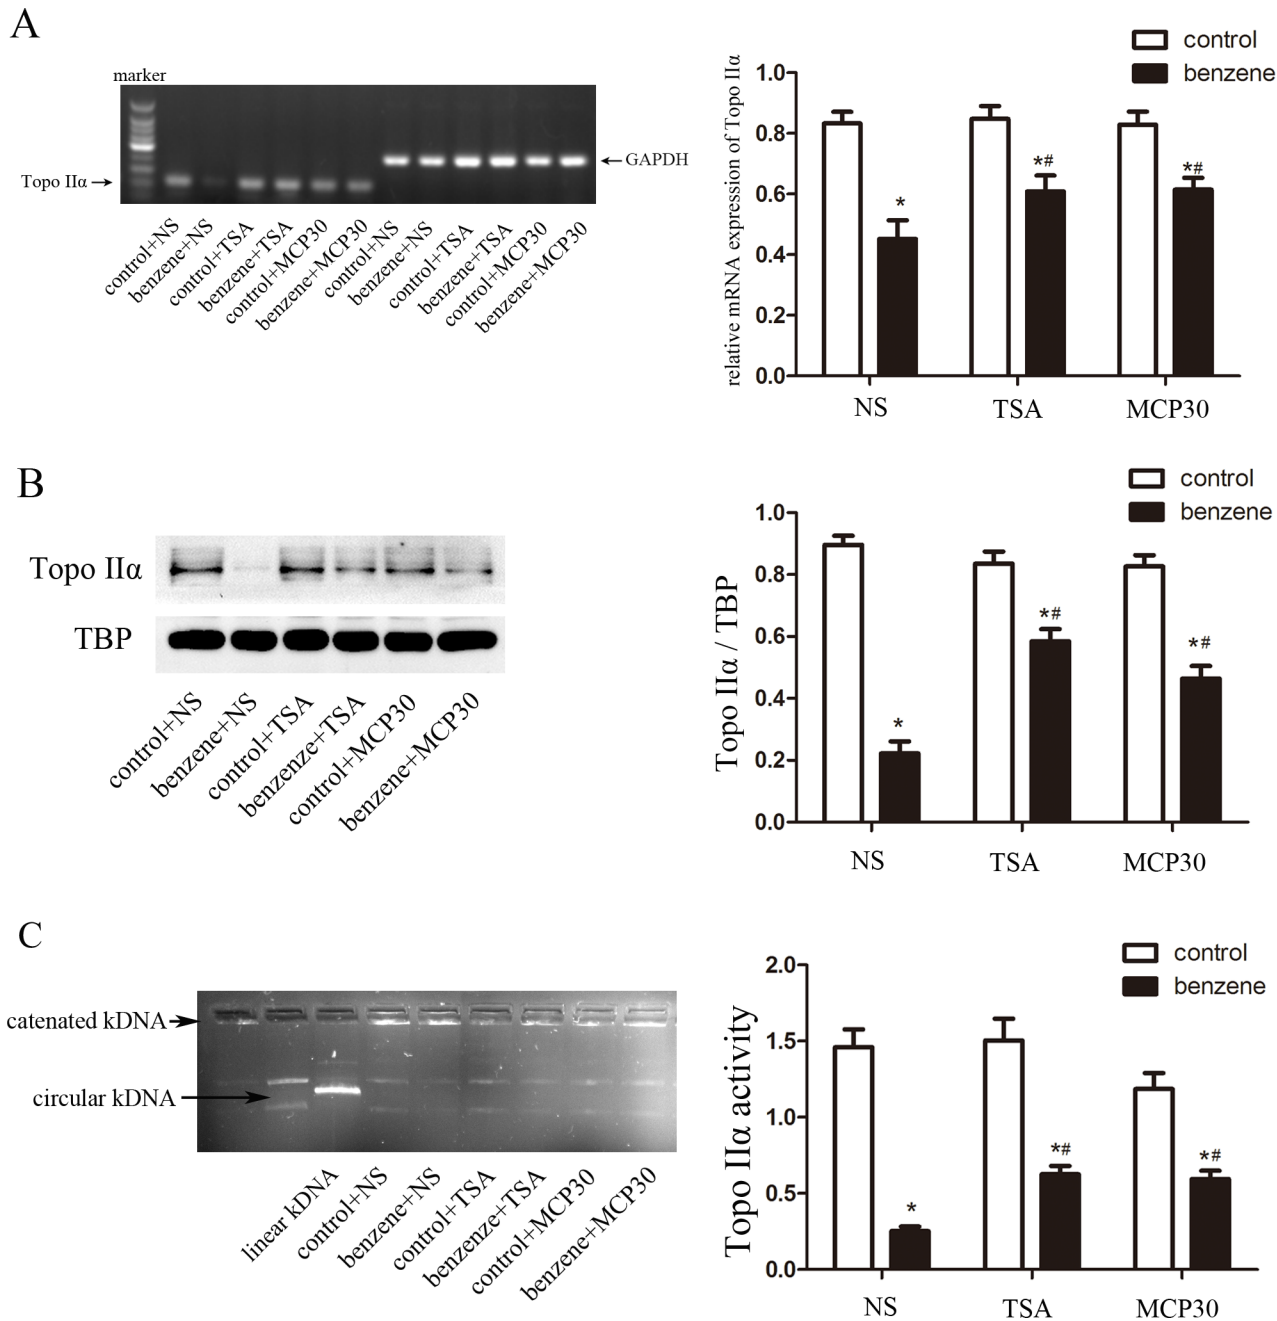 A
marker
Topo IIα
GAPDH
control+NS
benzene+NS
control+TSA
benzene+TSA
control+MCP30
benzene+MCP30
control+NS
benzene+NS
control+TSA
benzene+TSA
control+MCP30
benzene+MCP30
control
benzene
relative mRNA expression of Topo IIα
1.0
0.8
0.6
0.4
0.2
0.0
*
*#
*#
NS
TSA
MCP30
B
Topo IIα
TBP
control+NS
benzene+NS
control+TSA
benzenze+TSA
control+MCP30
benzene+MCP30
control
benzene
Topo IIα / TBP
1.0
0.8
0.6
0.4
0.2
0.0
*
*#
*#
NS
TSA
MCP30
C
catenated kDNA
circular kDNA
linear kDNA
control+NS
benzene+NS
control+TSA
benzenze+TSA
control+MCP30
benzene+MCP30
control
benzene
Topo IIα activity
2.0
1.5
1.0
0.5
0.0
*
*#
*#
NS
TSA
MCP30